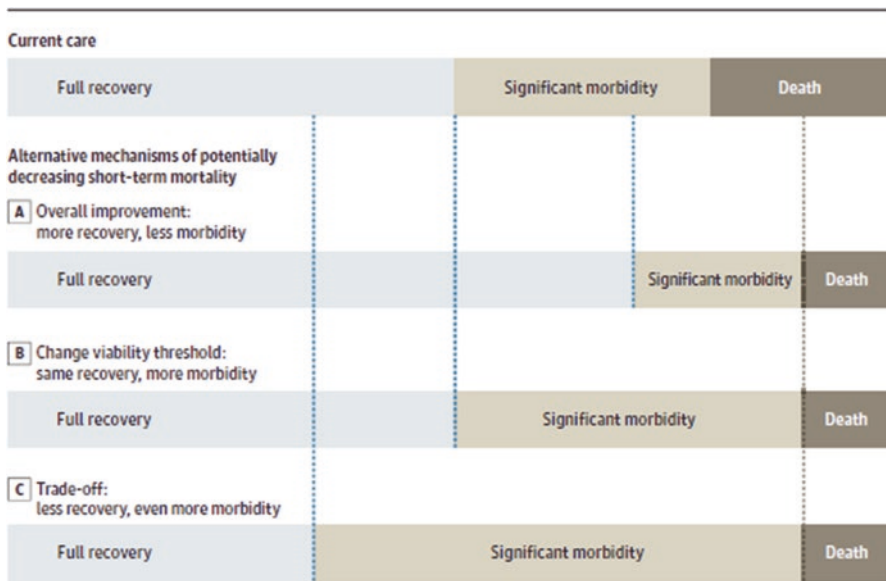 Current care
Full recovery Significant morbidity Death
Alternative mechanisms of potentially
decreasing short-term mortality
A Overall improvement:
more recovery, less morbidity
Full recovery Significant morbidity Death
B Change viability threshold:
same recovery, more morbidity
Full recovery Significant morbidity Death
C Trade-off:
less recovery, even more morbidity
Full recovery Significant morbidity Death